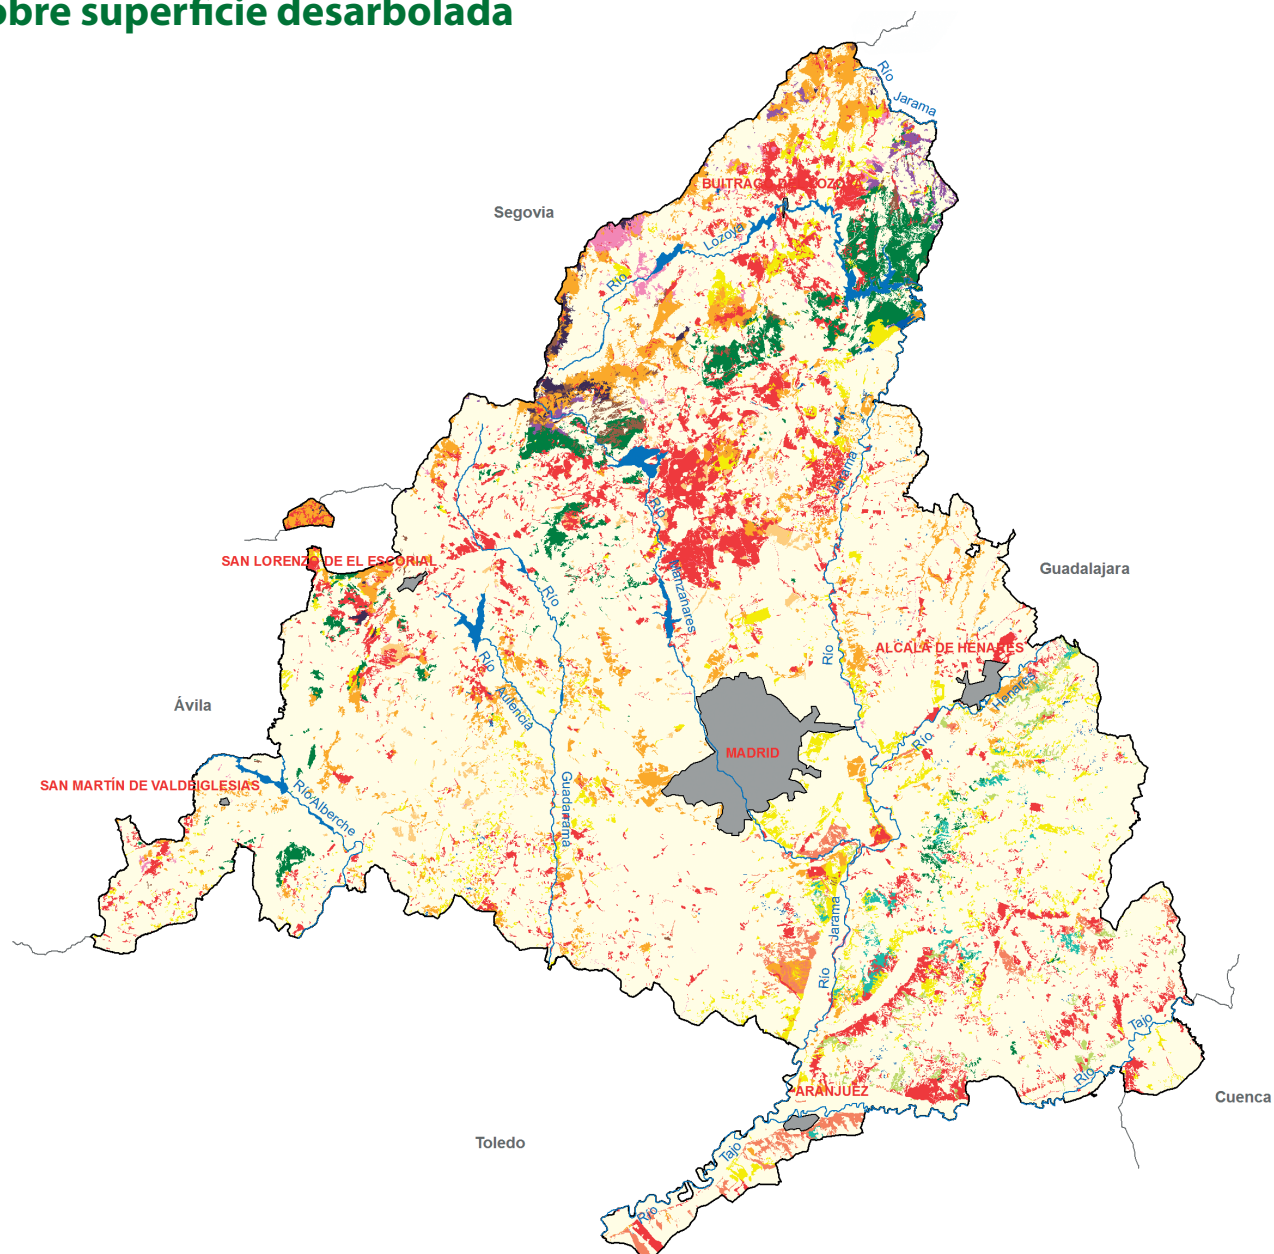 obre superficie desarbolada
Río
Jarama
BUITRAGO DE LOZOYA
Segovia
Lozoya
Río
Jarama
Río
SAN LORENZO DE EL ESCORIAL
Guadalajara
Manzanares
Río
ALCALÁ DE HENARES
Río
Río
Henares
Aulencia
Ávila
Río
MADRID
SAN MARTÍN DE VALDEIGLESIAS
Río Alberche
Guadarrama
Jarama
Río
Tajo
Río
ARANJUEZ
Cuenca
Toledo
Tajo
Río